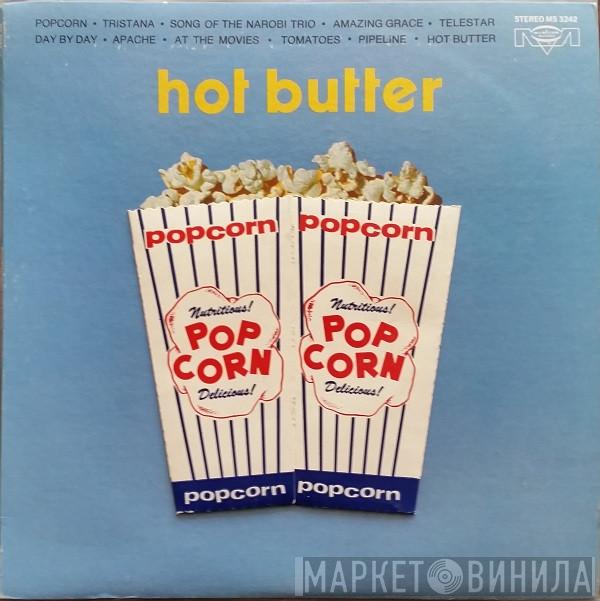 POPCORN • TRISTANA • SONG OF THE NAROBI TRIO • AMAZING GRACE • TELESTAR
DAY BY DAY • APACHE • AT THE MOVIES • TOMATOES • PIPELINE • HOT BUTTER
STEREO MS 3242
hot butter
popcorn popcorn
Nutritious! Nutritious!
POP POP
CORN CORN
Delicious! Delicious!
popcorn popcorn
МАРКЕТ ВИНИЛА